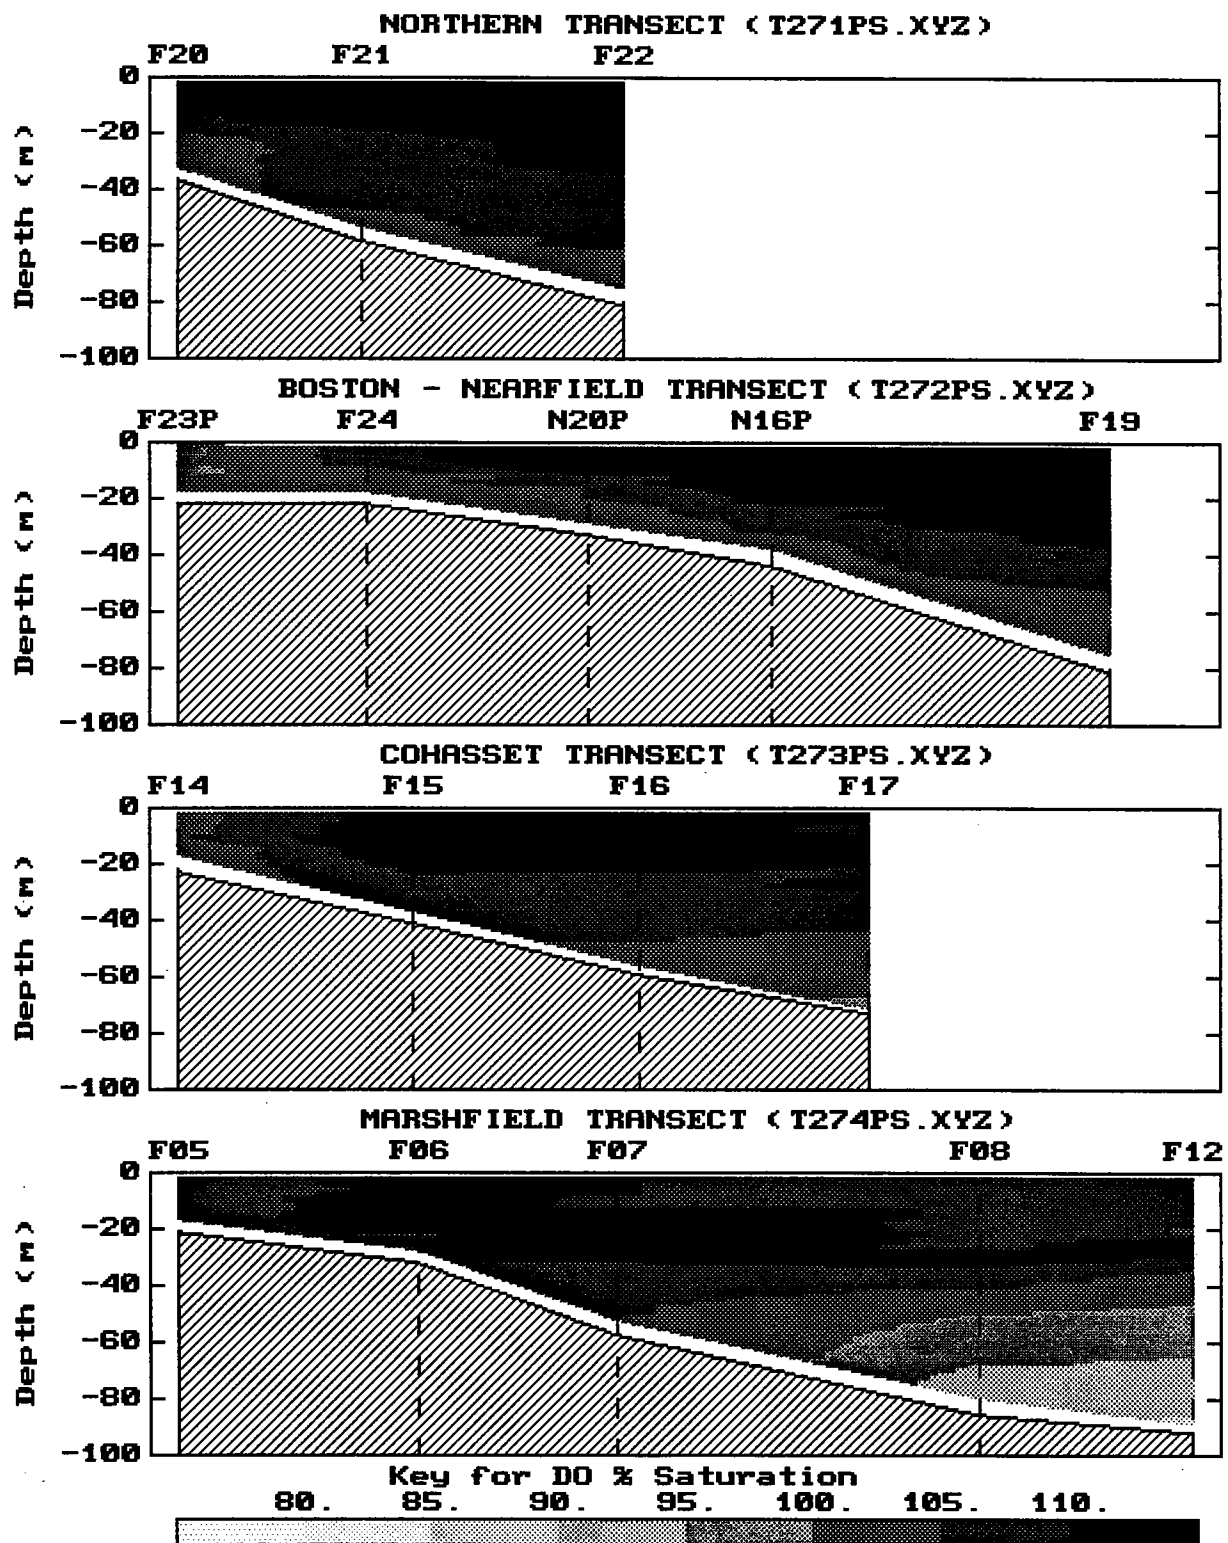 NORTHERN TRANSECT (T271PS.XYZ)
F20 F21 F22
0
-20
-40
-60
-80
-100
Depth (m)
BOSTON - NEARFIELD TRANSECT (T272PS.XYZ)
F23P F24 N20P N16P F19
0
-20
-40
-60
-80
-100
Depth (m)
COHASSET TRANSECT (T273PS.XYZ)
F14 F15 F16 F17
0
-20
-40
-60
-80
-100
Depth (m)
MARSHFIELD TRANSECT (T274PS.XYZ)
F05 F06 F07 F08 F12
0
-20
-40
-60
-80
-100
Depth (m)
Key for DO % Saturation
80. 85. 90. 95. 100. 105. 110.